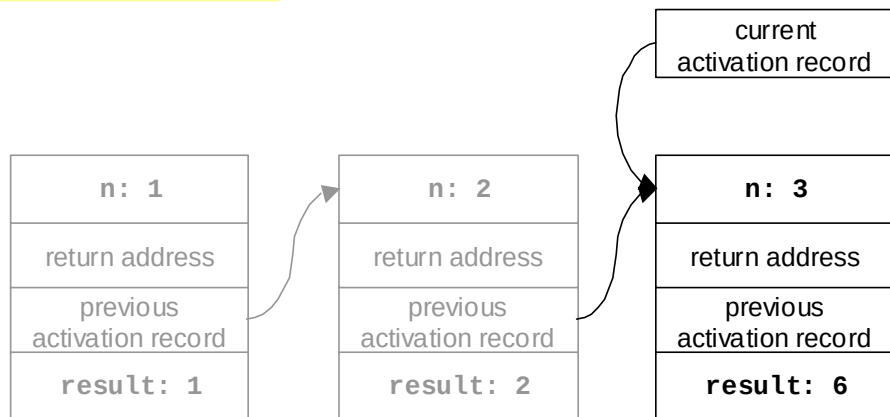 current
activation record
n: 1
return address
previous
activation record
result: 1
n: 2
return address
previous
activation record
result: 2
n: 3
return address
previous
activation record
result: 6